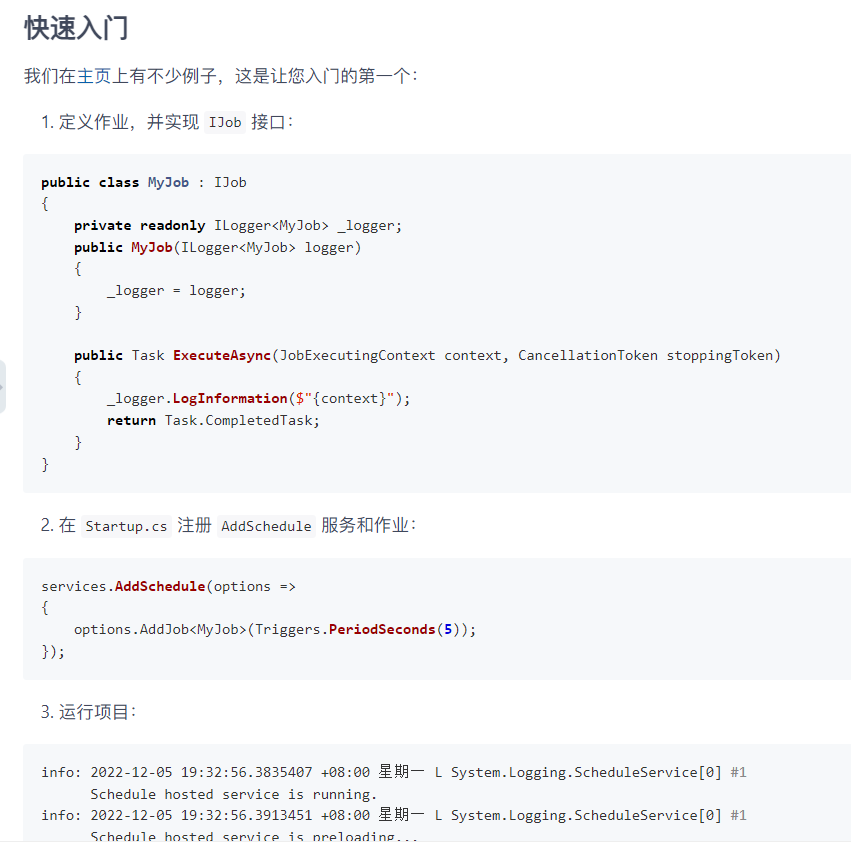 快速入门
我们在主页上有不少例子，这是让您入门的第一个：
1. 定义作业，并实现 IJob 接口：
public class MyJob : IJob
{
    private readonly ILogger<MyJob> _logger;
    public MyJob(ILogger<MyJob> logger)
    {
        _logger = logger;
    }

    public Task ExecuteAsync(JobExecutingContext context, CancellationToken stoppingToken)
    {
        _logger.LogInformation($"{context}");
        return Task.CompletedTask;
    }
}
2. 在 Startup.cs 注册 AddSchedule 服务和作业：
services.AddSchedule(options =>
{
    options.AddJob<MyJob>(Triggers.PeriodSeconds(5));
});
3. 运行项目：
info: 2022-12-05 19:32:56.3835407 +08:00 星期一 L System.Logging.ScheduleService[0] #1
      Schedule hosted service is running.
info: 2022-12-05 19:32:56.3913451 +08:00 星期一 L System.Logging.ScheduleService[0] #1
      Schedule hosted service is preloading...